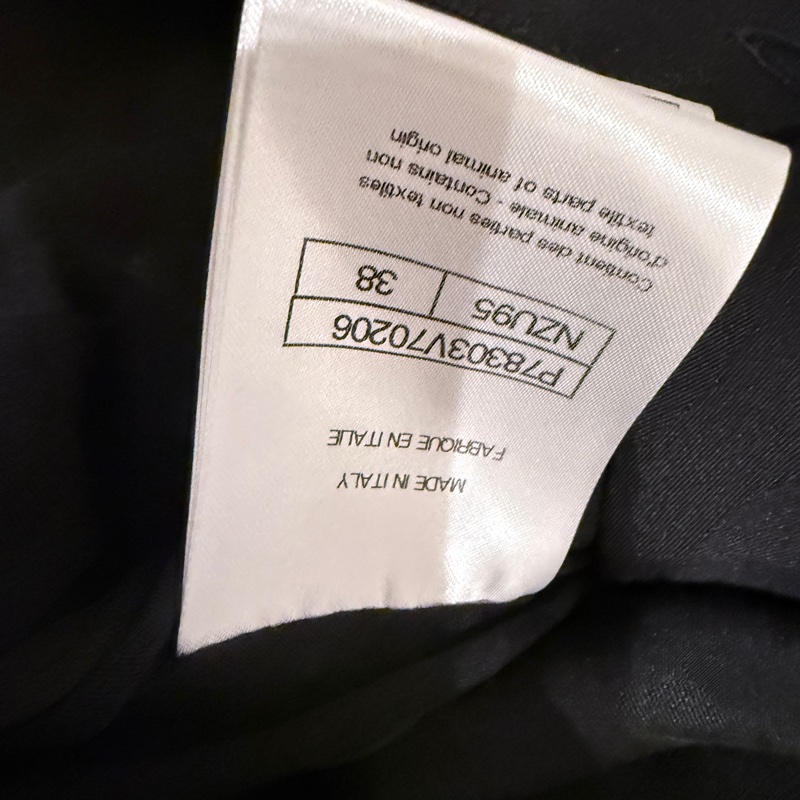 MADE IN ITALY
FABRIQUE EN ITALIE
P78303V70206
NZU95 38
Contient des parties non textiles
d'origine animale - Contains non
textile parts of animal origin